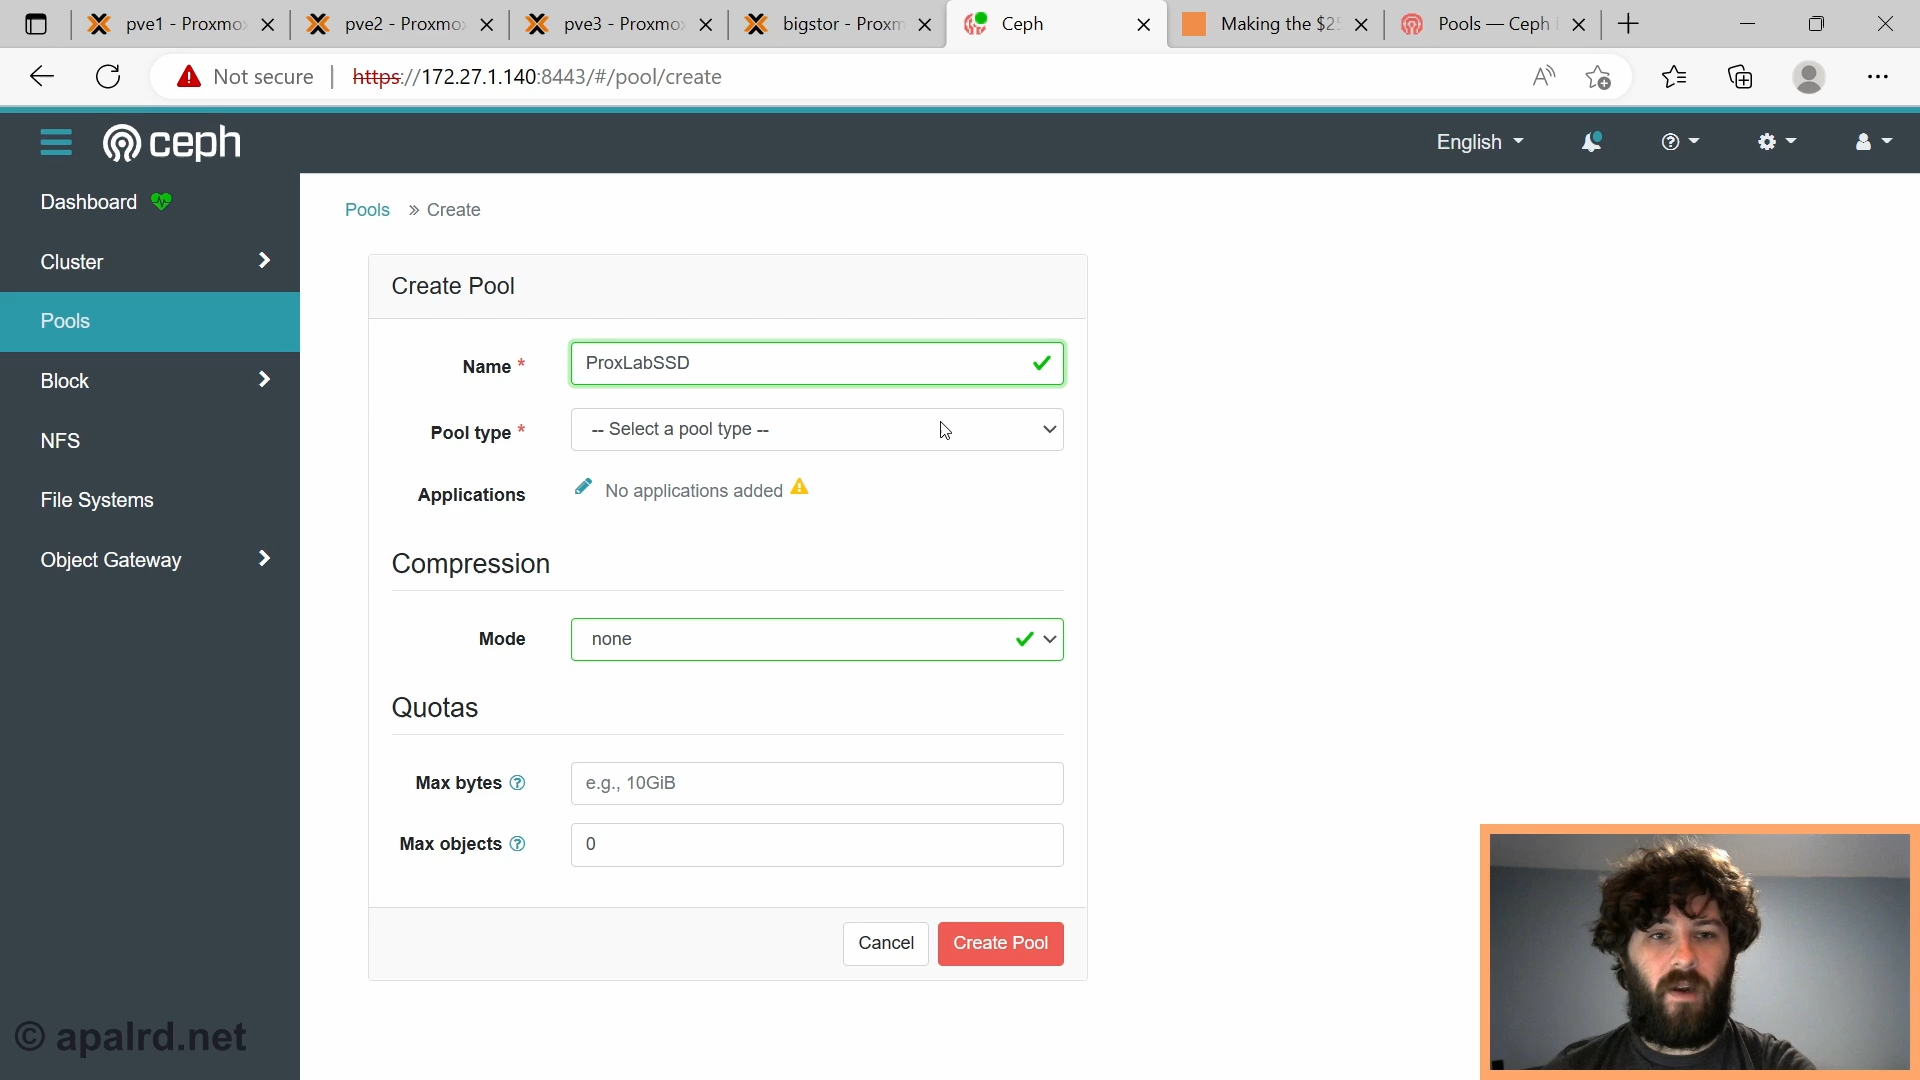 pve1 - Proxmo
pve2 - Proxmo
pve3 - Proxmo
bigstor - Proxm
Ceph
Making the $25
Pools — Ceph
Not secure
https://172.27.1.140:8443/#/pool/create
ceph
English
Dashboard
Cluster
Pools
Block
NFS
File Systems
Object Gateway
Pools » Create
Create Pool
Name *
ProxLabSSD
Pool type *
-- Select a pool type --
Applications
No applications added
Compression
Mode
none
Quotas
Max bytes
e.g., 10GiB
Max objects
0
Cancel
Create Pool
© apalrd.net